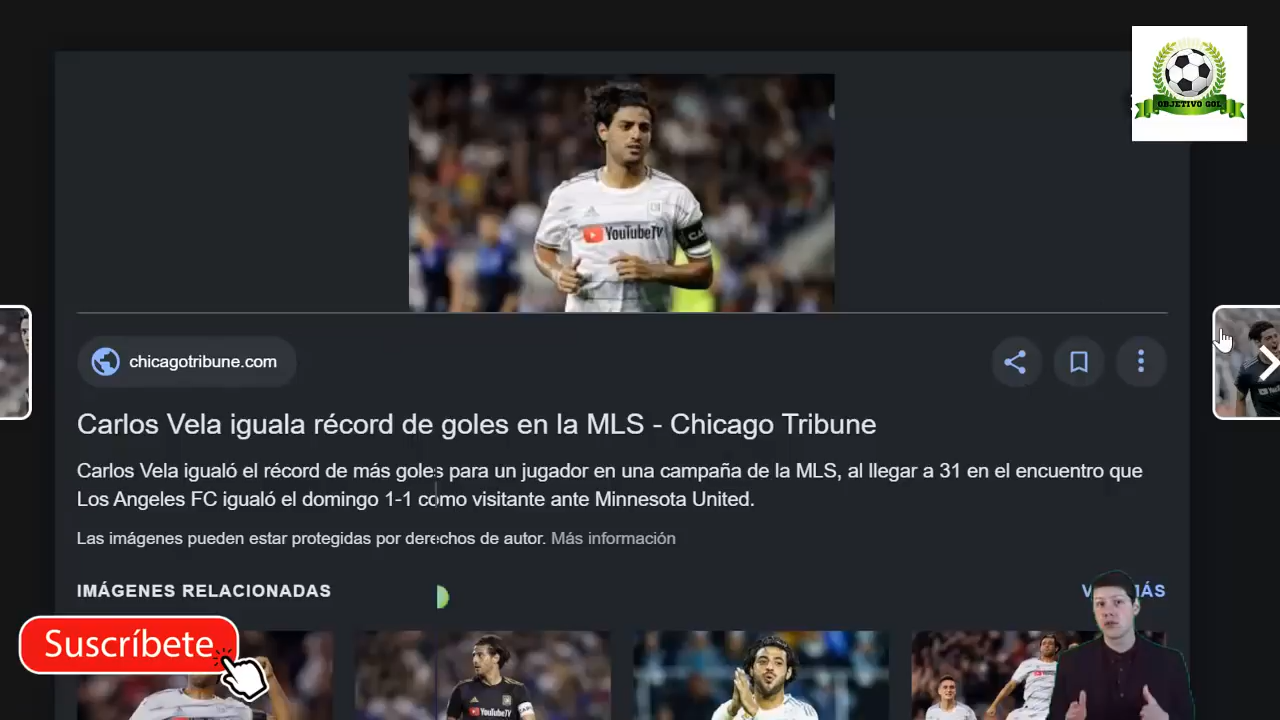 OBJETIVO GOL
YouTubeTV
chicagotribune.com
Carlos Vela iguala récord de goles en la MLS - Chicago Tribune
Carlos Vela igualó el récord de más goles para un jugador en una campaña de la MLS, al llegar a 31 en el encuentro que
Los Angeles FC igualó el domingo 1-1 como visitante ante Minnesota United.
Las imágenes pueden estar protegidas por derechos de autor. Más información
IMÁGENES RELACIONADAS
Suscríbete
YouTubeTV